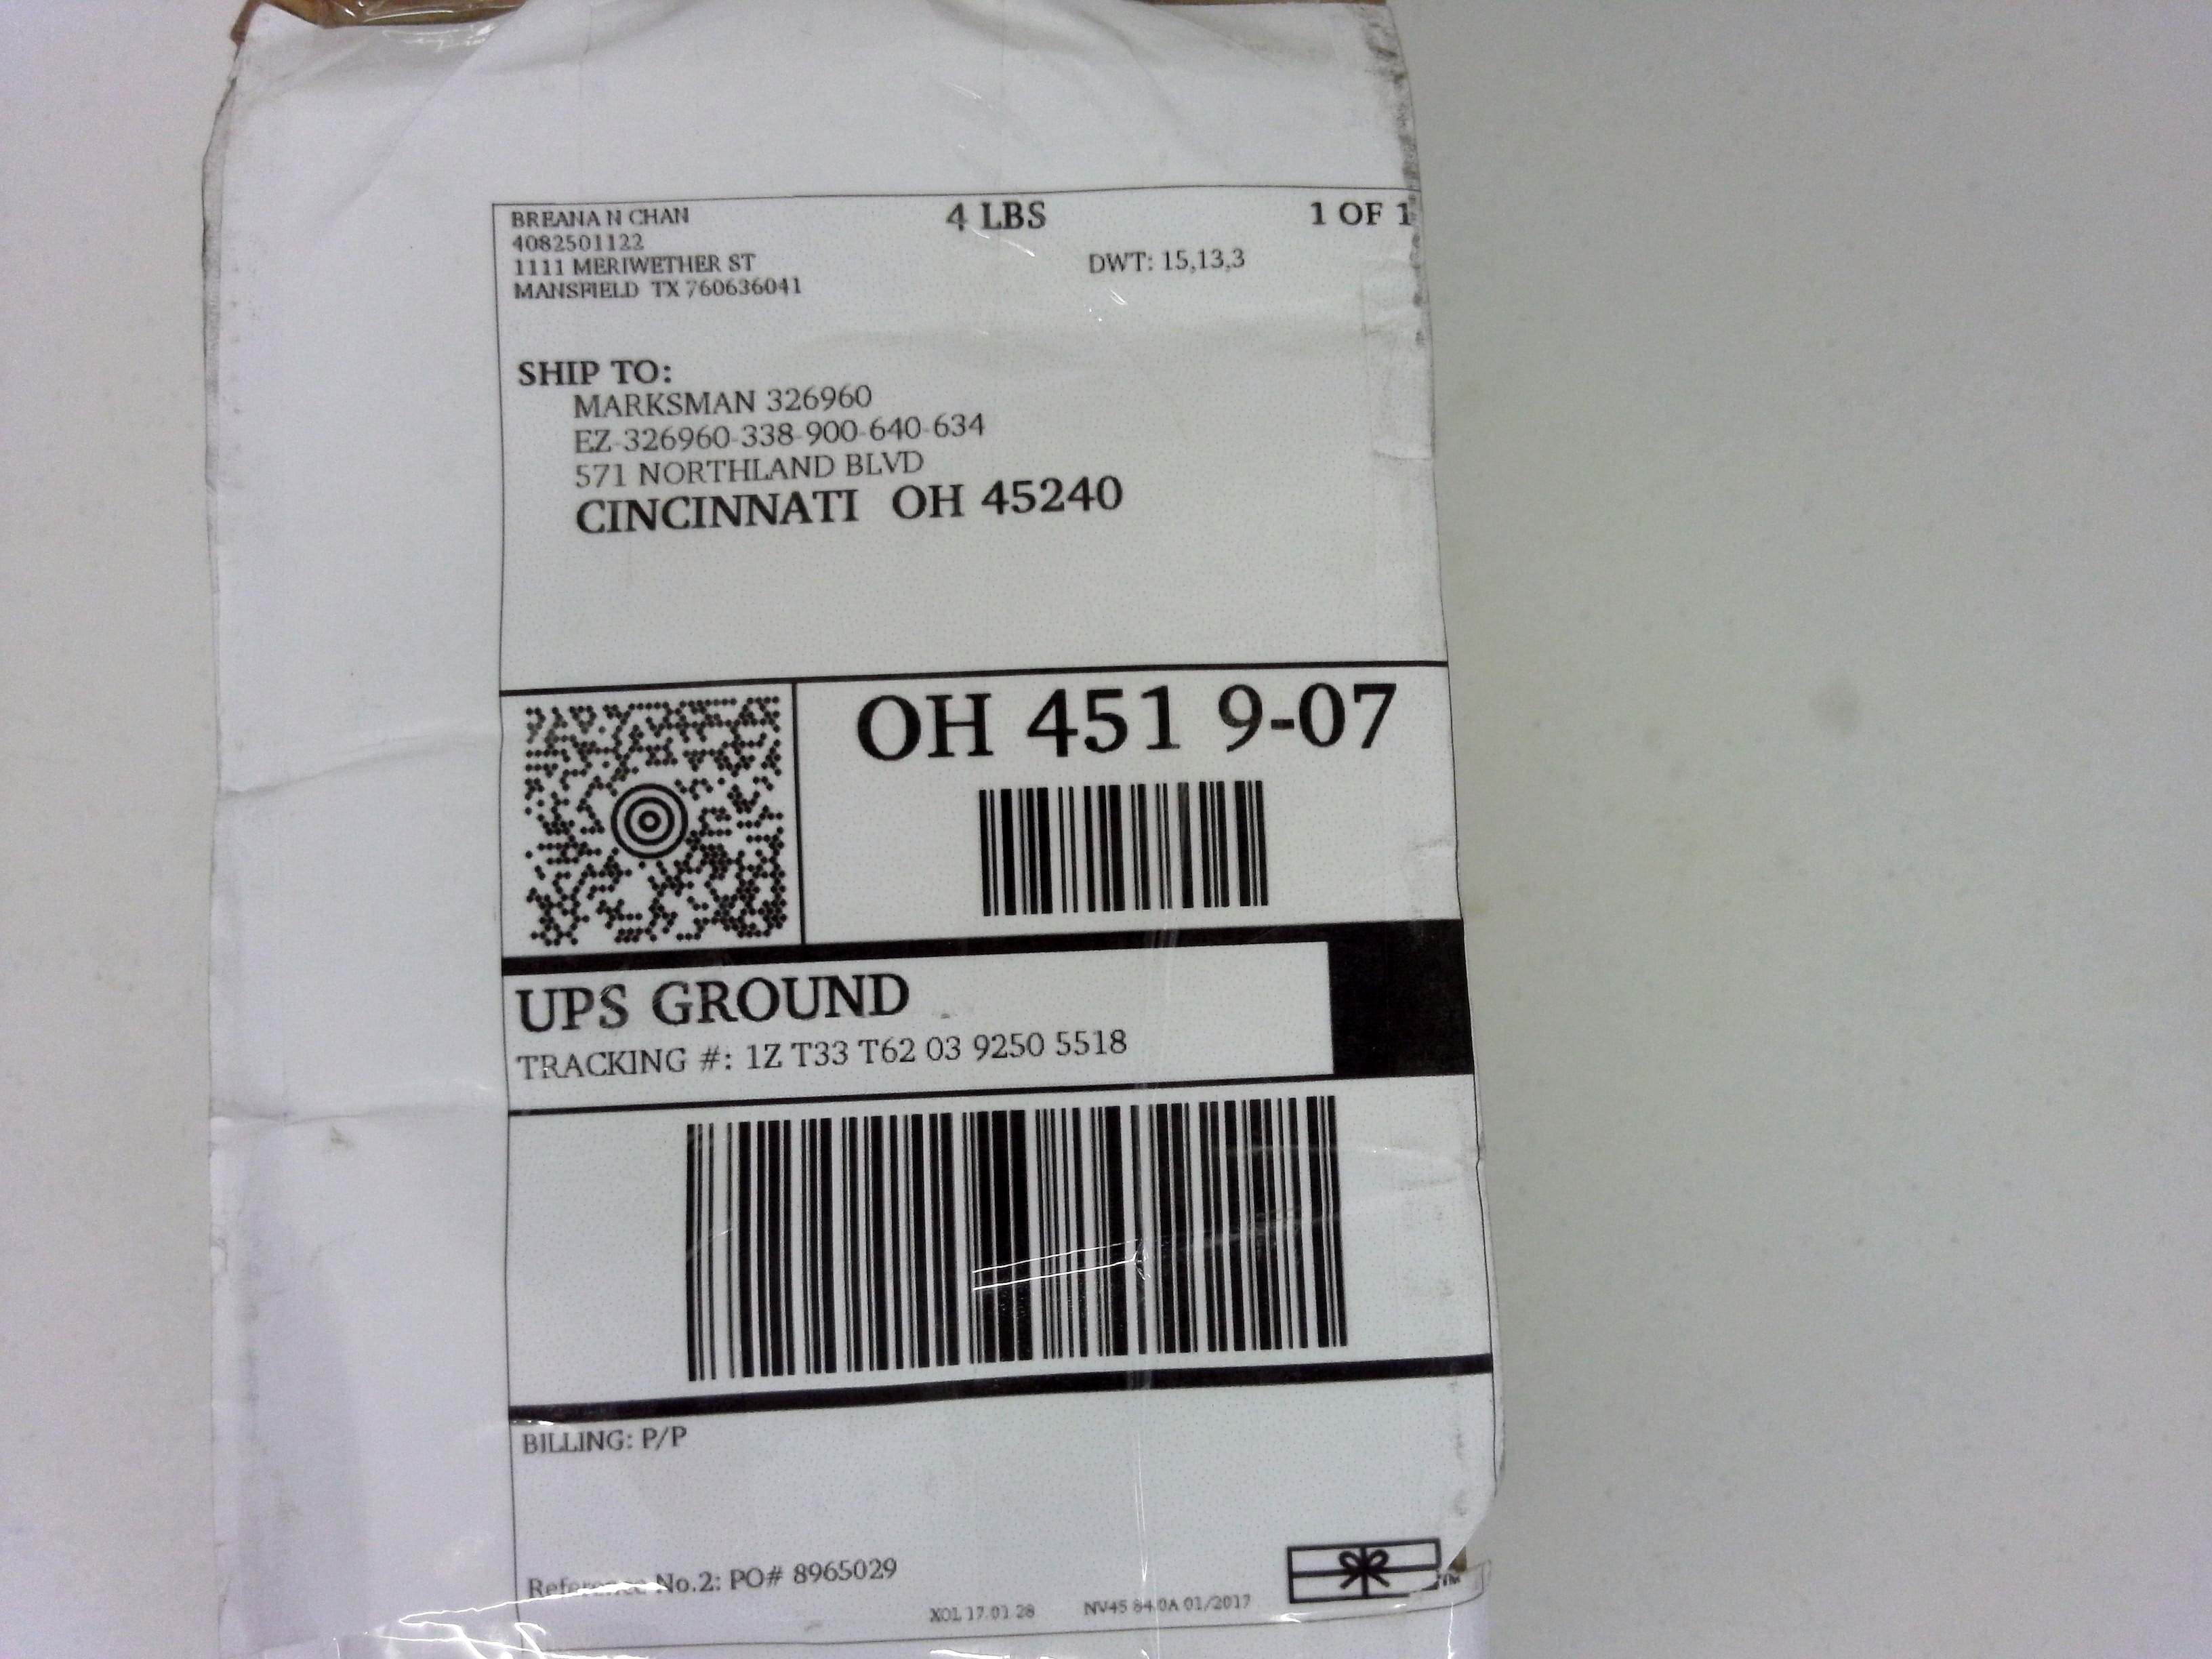 BREANA N CHAN
4082501122
1111 MERIWETHER ST
MANSFIELD TX 760636041
4 LBS
1 OF 1
DWT: 15,13,3
SHIP TO:
MARKSMAN 326960
EZ-326960-338-900-640-634
571 NORTHLAND BLVD
CINCINNATI OH 45240
OH 451 9-07
UPS GROUND
TRACKING #: 1Z T33 T62 03 9250 5518
BILLING: P/P
Reference No.2: PO# 8965029
XOL 17.01.28
NV45 84.0A 01/2017